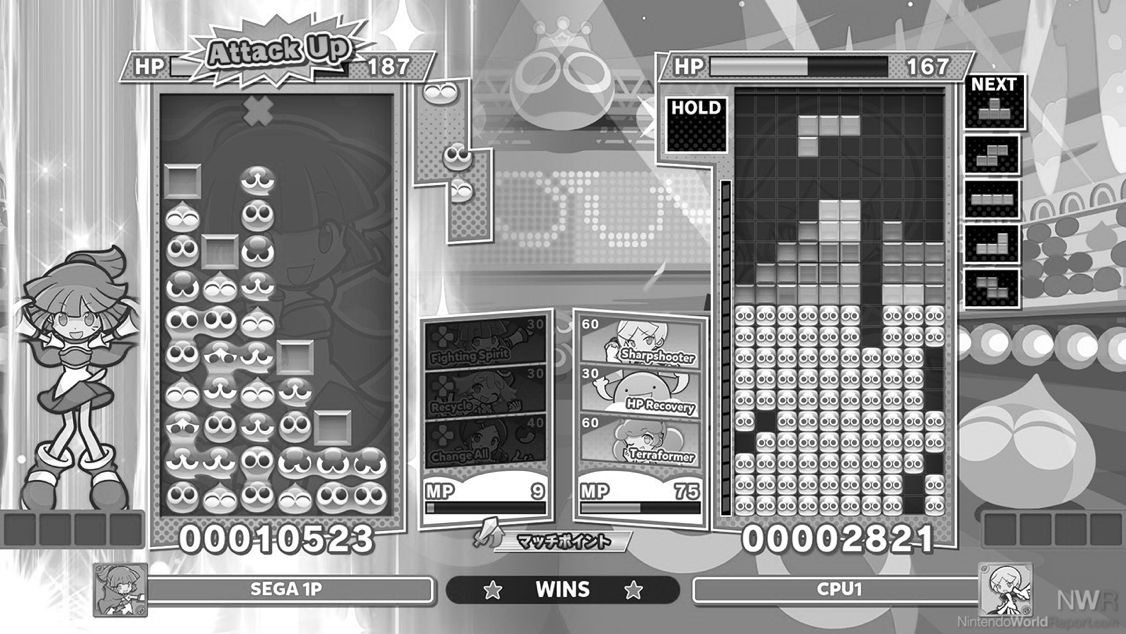 Attack Up
HP 187
HP 167
HOLD
NEXT
30
Fighting Spirit
30
Recycle
40
Change All
MP 9
60
Sharpshooter
30
HP Recovery
60
Terraformer
MP 75
00010523
マッチポイント
00002821
SEGA 1P
WINS
CPU1
NWR
NintendoWorldReport.com